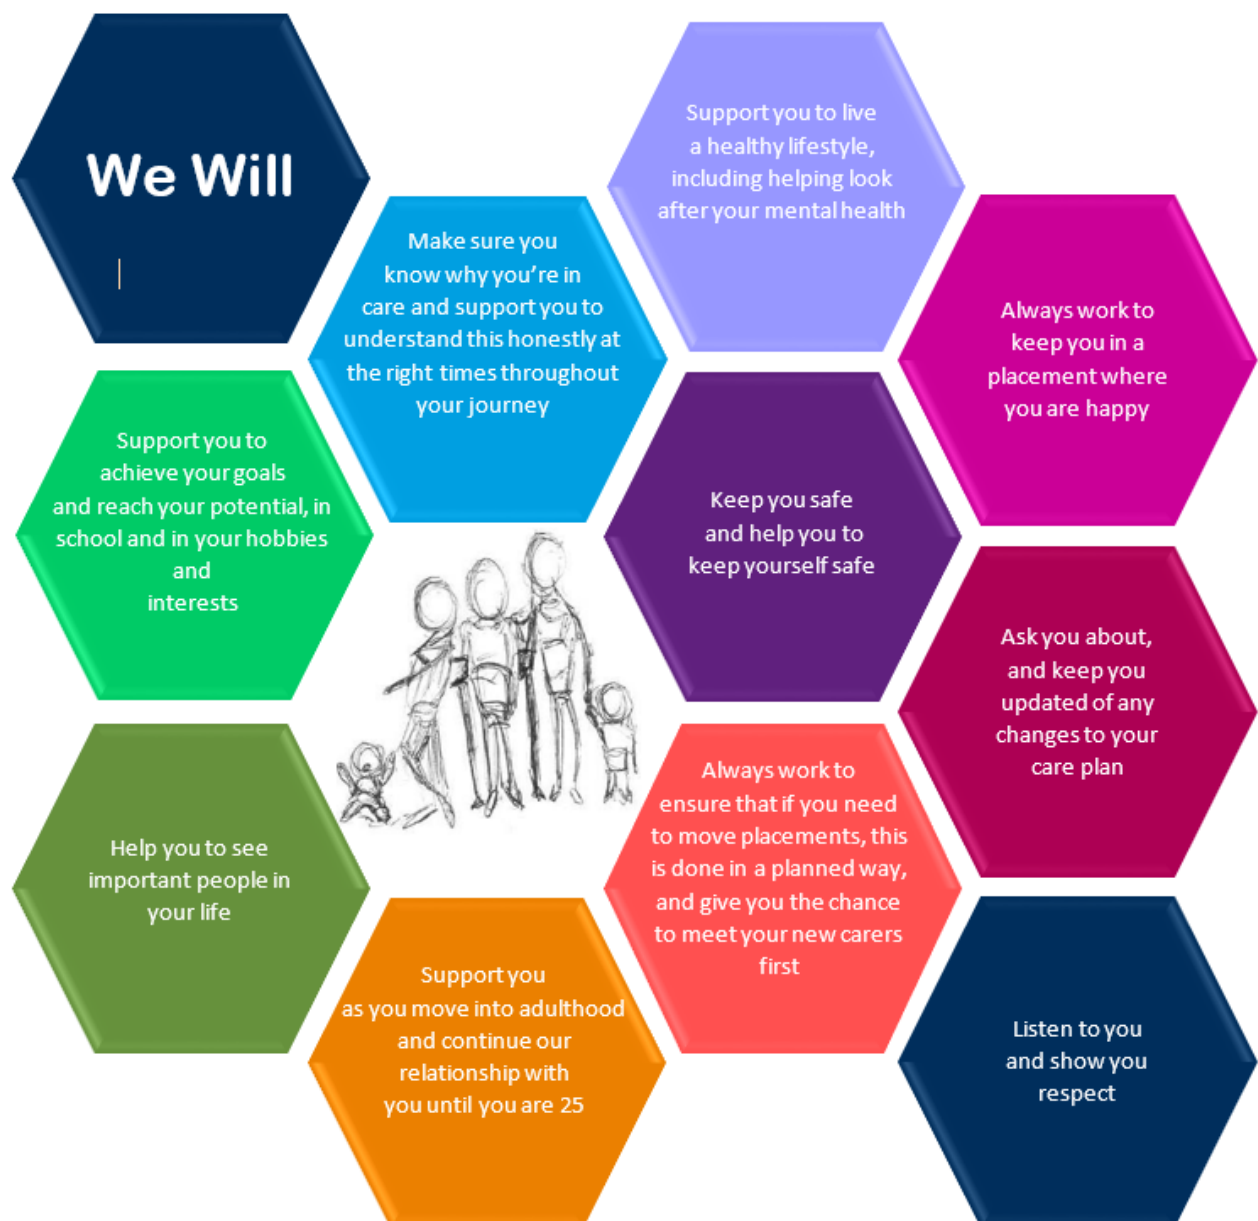 We Will
Support you to live
a healthy lifestyle,
including helping look
after your mental health
Make sure you
know why you're in
care and support you to
understand this honestly at
the right times throughout
your journey
Always work to
keep you in a
placement where
you are happy
Support you to
achieve your goals
and reach your potential, in
school and in your hobbies
and
interests
Keep you safe
and help you to
keep yourself safe
Ask you about,
and keep you
updated of any
changes to your
care plan
Always work to
ensure that if you need
to move placements, this
is done in a planned way,
and give you the chance
to meet your new carers
first
Help you to see
important people in
your life
Support you
as you move into adulthood
and continue our
relationship with
you until you are 25
Listen to you
and show you
respect